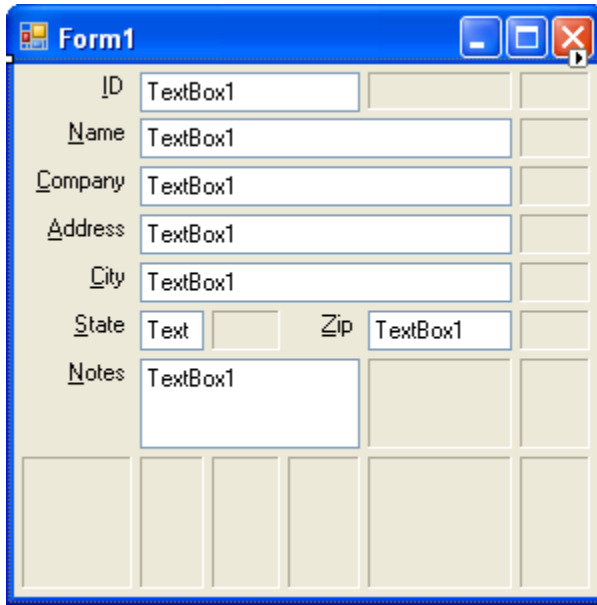 Form1
ID TextBox1
Name TextBox1
Company TextBox1
Address TextBox1
City TextBox1
State Text Zip TextBox1
Notes TextBox1